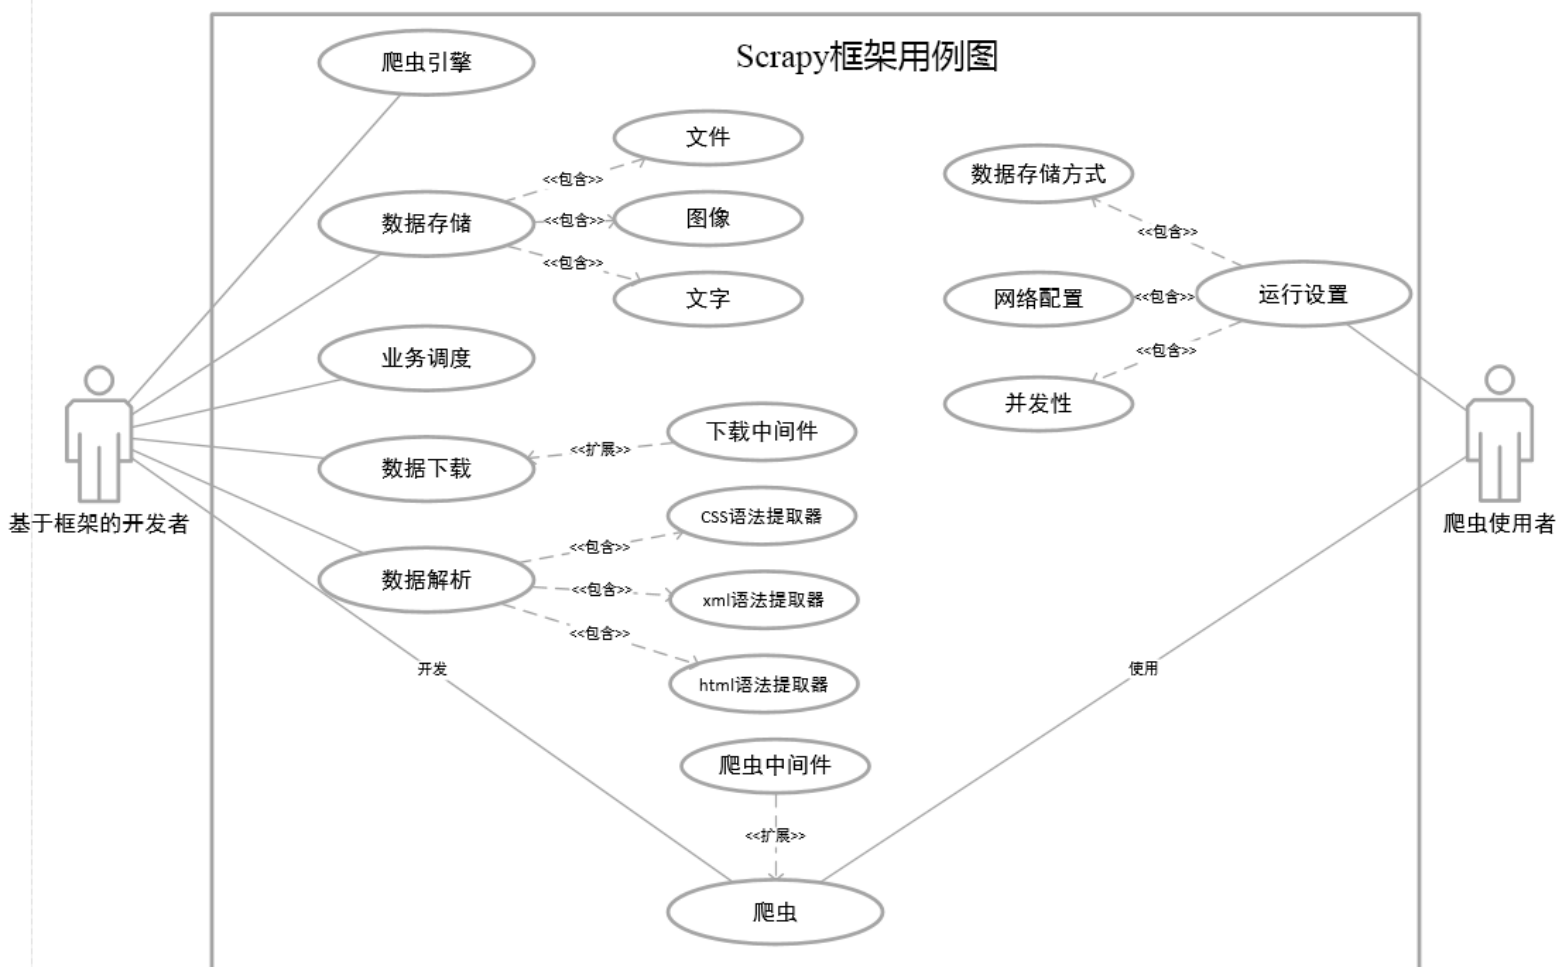 Scrapy框架用例图
爬虫引擎
文件
<<包含>>
数据存储
<<包含>>
图像
<<包含>>
文字
业务调度
数据下载
<<扩展>>
下载中间件
CSS语法提取器
<<包含>>
数据解析
<<包含>>
xml语法提取器
<<包含>>
html语法提取器
基于框架的开发者
开发
爬虫中间件
<<扩展>>
爬虫
数据存储方式
<<包含>>
网络配置
<<包含>>
运行设置
<<包含>>
并发性
爬虫使用者
使用